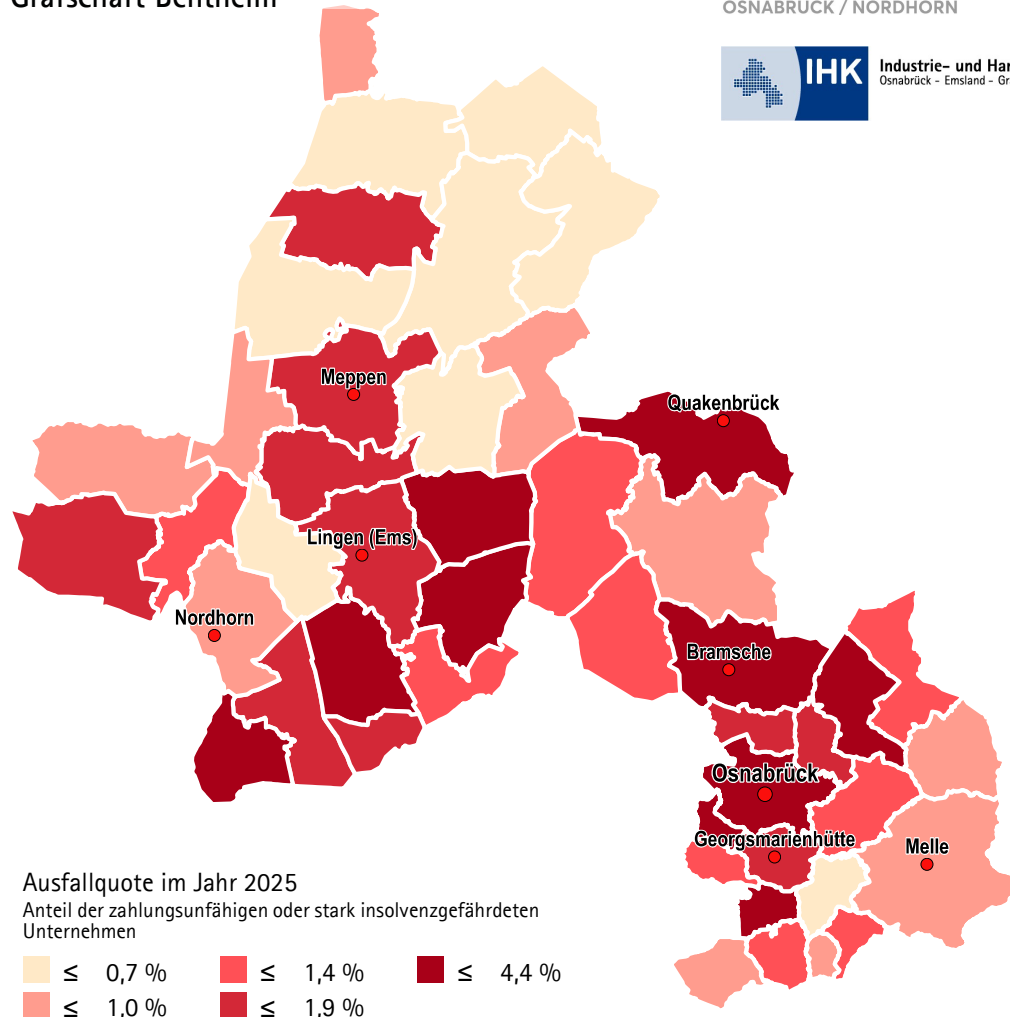 Grafschaft Bentheim
OSNABRÜCK / NORDHORN
IHK
Industrie- und Har
Osnabrück - Emsland - Gr
Meppen
Quakenbrück
Lingen (Ems)
Nordhorn
Bramsche
Osnabrück
Georgsmarienhütte
Melle
Ausfallquote im Jahr 2025
Anteil der zahlungsunfähigen oder stark insolvenzgefährdeten
Unternehmen
≤ 0,7 % ≤ 1,4 % ≤ 4,4 %
≤ 1,0 % ≤ 1,9 %